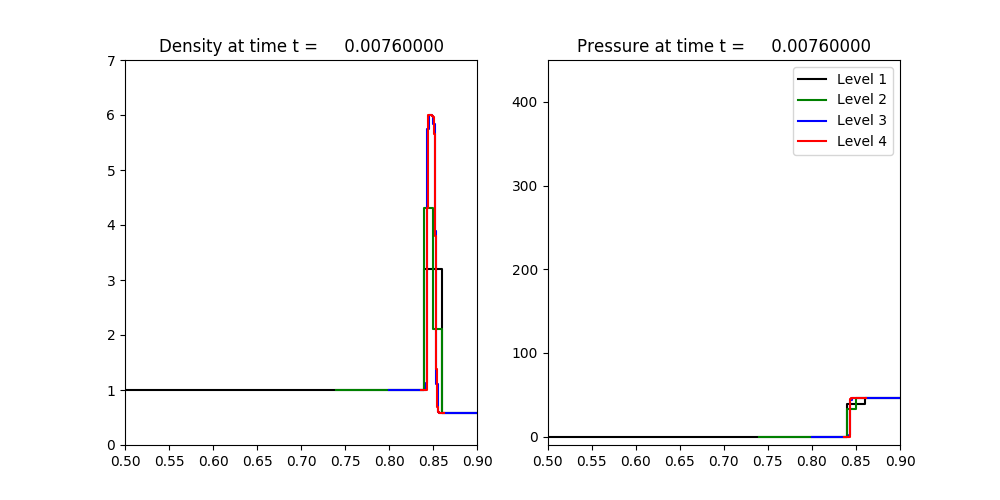 Density at time t = 0.00760000
7
6
5
4
3
2
1
0
0.50 0.55 0.60 0.65 0.70 0.75 0.80 0.85 0.90
Pressure at time t = 0.00760000
400
300
200
100
0
0.50 0.55 0.60 0.65 0.70 0.75 0.80 0.85 0.90
Level 1
Level 2
Level 3
Level 4